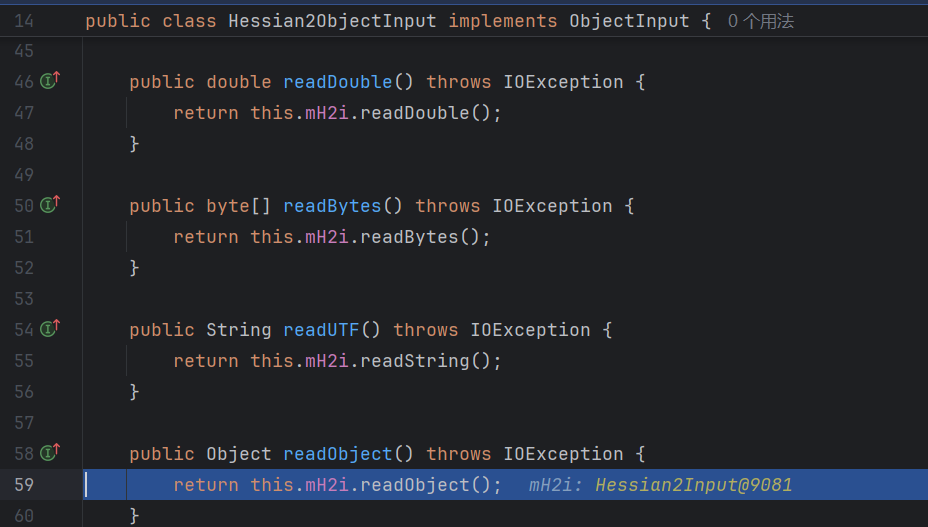 14 public class Hessian2ObjectInput implements ObjectInput { 0 个用法
45
46 public double readDouble() throws IOException {
47 return this.mH2i.readDouble();
48 }
49
50 public byte[] readBytes() throws IOException {
51 return this.mH2i.readBytes();
52 }
53
54 public String readUTF() throws IOException {
55 return this.mH2i.readString();
56 }
57
58 public Object readObject() throws IOException {
59 return this.mH2i.readObject(); mH2i: Hessian2Input@9081
60 }